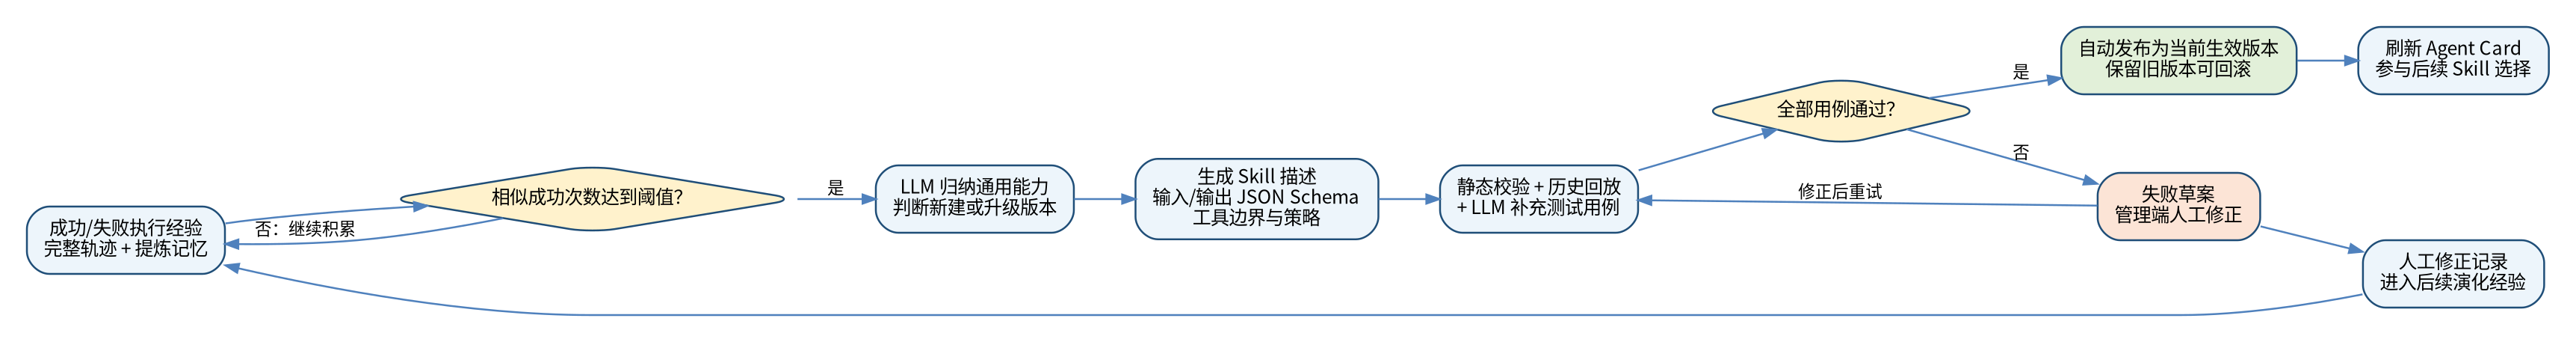 成功/失败执行经验
完整轨迹 + 提炼记忆
否：继续积累
相似成功次数达到阈值？
是
LLM 归纳通用能力
判断新建或升级版本
生成 Skill 描述
输入/输出 JSON Schema
工具边界与策略
静态校验 + 历史回放
+ LLM 补充测试用例
全部用例通过？
是
自动发布为当前生效版本
保留旧版本可回滚
刷新 Agent Card
参与后续 Skill 选择
否
修正后重试
失败草案
管理端人工修正
人工修正记录
进入后续演化经验